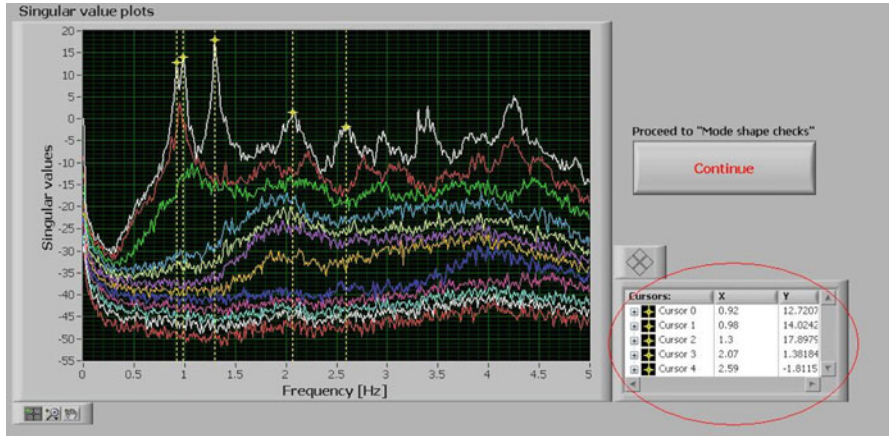 Singular value plots
20
15
10
5
0
-5
-10
-15
-20
-25
-30
-35
-40
-45
-50
-55
Singular values
0 0.5 1 1.5 2 2.5 3 3.5 4 4.5 5
Frequency [Hz]
Proceed to "Mode shape checks"
Continue
Cursors: X Y
Cursor 0 0.92 12.7207
Cursor 1 0.98 14.0242
Cursor 2 1.3 17.8979
Cursor 3 2.07 1.38184
Cursor 4 2.59 -1.8115